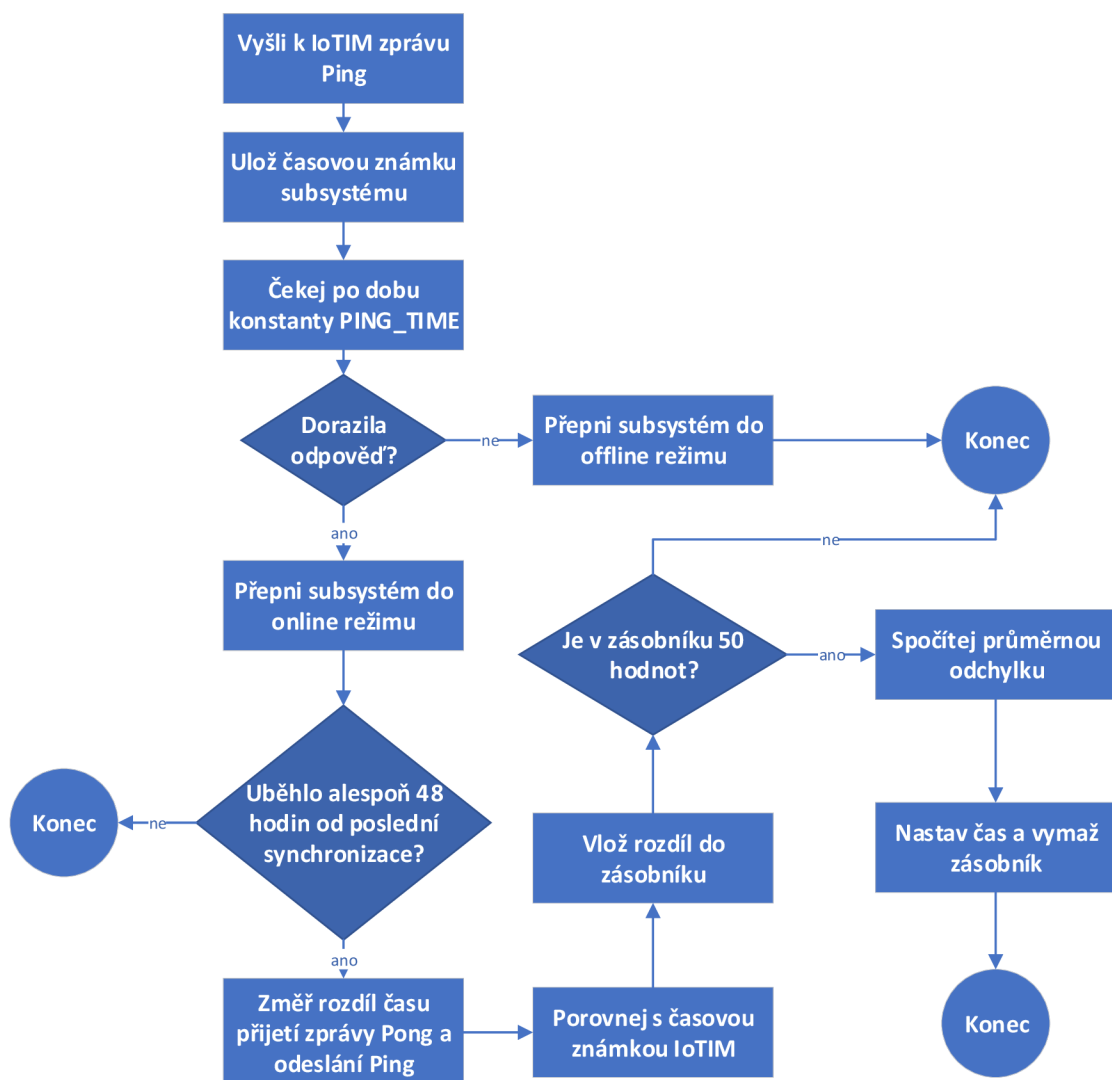 Vyšli k IoTIM zprávu
Ping
Ulož časovou známku
subsystému
Čekej po dobu
konstanty PING_TIME
Dorazila
odpověď?
ne
Přepni subsystém do
offline režimu
Konec
ano
Přepni subsystém do
online režimu
Uběhlo alespoň 48
hodin od poslední
synchronizace?
ne
Konec
ano
Změř rozdíl času
přijetí zprávy Pong a
odeslání Ping
Porovnej s časovou
známkou IoTIM
Vlož rozdíl do
zásobníku
Je v zásobníku 50
hodnot?
ne
ano
Spočítej průměrnou
odchylku
Nastav čas a vymaž
zásobník
Konec